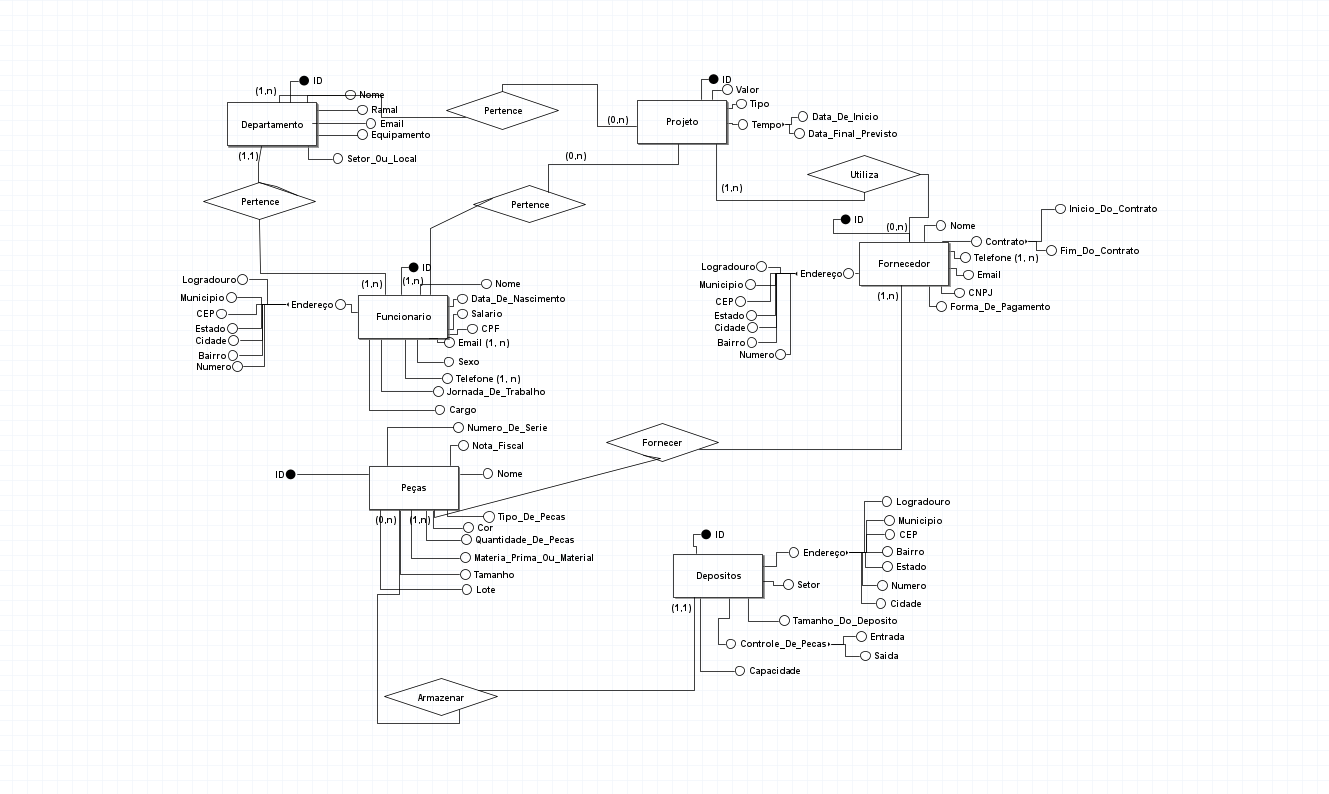 ID
(1,n)
Nome
Ramal
Email
Equipamento
Departamento
(1,1)
Setor_Ou_Local
Pertence
Pertence
(0,n)
ID
Valor
Tipo
Projeto
Tempo
Data_De_Inicio
Data_Final_Previsto
(0,n)
Pertence
(1,n)
Utiliza
ID
(0,n)
Nome
Contrato
Inicio_Do_Contrato
Fim_Do_Contrato
Fornecedor
Telefone (1, n)
Email
CNPJ
Forma_De_Pagamento
(1,n)
Logradouro
Endereço
Municipio
CEP
Estado
Cidade
Bairro
Numero
ID
(1,n)
(1,n)
Nome
Logradouro
Municipio
Endereço
CEP
Estado
Cidade
Bairro
Numero
Funcionario
Data_De_Nascimento
Salario
CPF
Email (1, n)
Sexo
Telefone (1, n)
Jornada_De_Trabalho
Cargo
Numero_De_Serie
Nota_Fiscal
Fornecer
ID
Nome
Peças
(0,n)
(1,n)
Tipo_De_Pecas
Cor
Quantidade_De_Pecas
Materia_Prima_Ou_Material
Tamanho
Lote
ID
Depositos
(1,1)
Endereço
Logradouro
Municipio
CEP
Bairro
Estado
Numero
Cidade
Setor
Tamanho_Do_Deposito
Controle_De_Pecas
Entrada
Saida
Capacidade
Armazenar